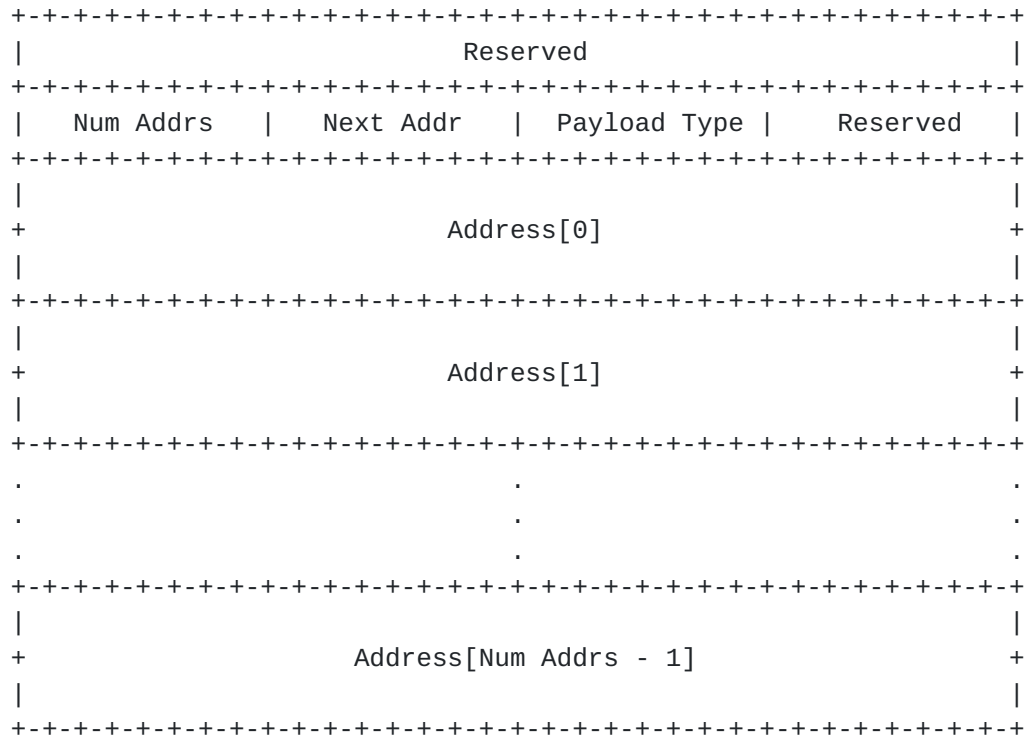 +-+-+-+-+-+-+-+-+-+-+-+-+-+-+-+-+-+-+-+-+-+-+-+-+-+-+-+-+-+-+-+-+
|                            Reserved                           |
+-+-+-+-+-+-+-+-+-+-+-+-+-+-+-+-+-+-+-+-+-+-+-+-+-+-+-+-+-+-+-+-+
|   Num Addrs   |   Next Addr   |  Payload Type |    Reserved   |
+-+-+-+-+-+-+-+-+-+-+-+-+-+-+-+-+-+-+-+-+-+-+-+-+-+-+-+-+-+-+-+-+
|                                                               |
+                           Address[0]                          +
|                                                               |
+-+-+-+-+-+-+-+-+-+-+-+-+-+-+-+-+-+-+-+-+-+-+-+-+-+-+-+-+-+-+-+-+
|                                                               |
+                           Address[1]                          +
|                                                               |
+-+-+-+-+-+-+-+-+-+-+-+-+-+-+-+-+-+-+-+-+-+-+-+-+-+-+-+-+-+-+-+-+
.                               .                               .
.                               .                               .
.                               .                               .
+-+-+-+-+-+-+-+-+-+-+-+-+-+-+-+-+-+-+-+-+-+-+-+-+-+-+-+-+-+-+-+-+
|                                                               |
+                     Address[Num Addrs - 1]                    +
|                                                               |
+-+-+-+-+-+-+-+-+-+-+-+-+-+-+-+-+-+-+-+-+-+-+-+-+-+-+-+-+-+-+-+-+